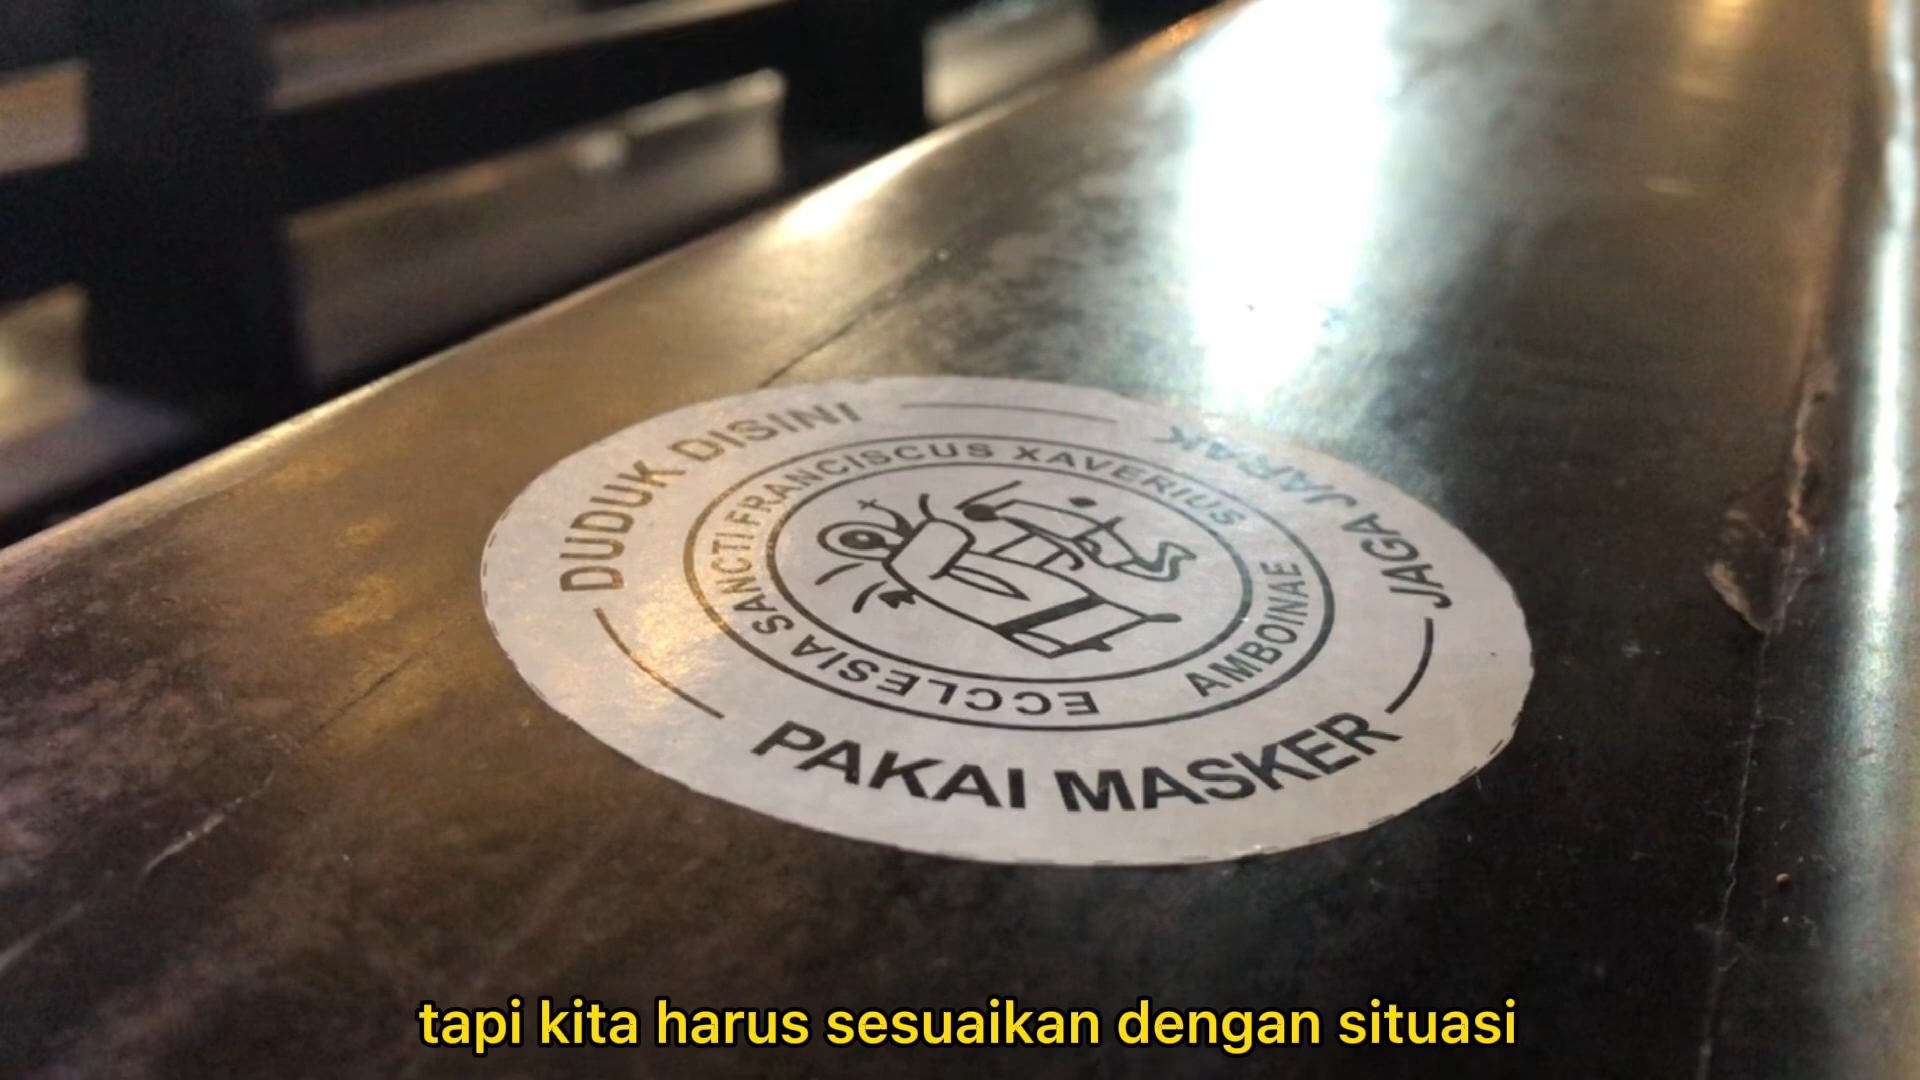 DUDUK DISINI
JAGA JARAK
PAKAI MASKER
ECCLESIA SANCTI FRANCISCUS XAVERIUS
AMBOINAE
tapi kita harus sesuaikan dengan situasi